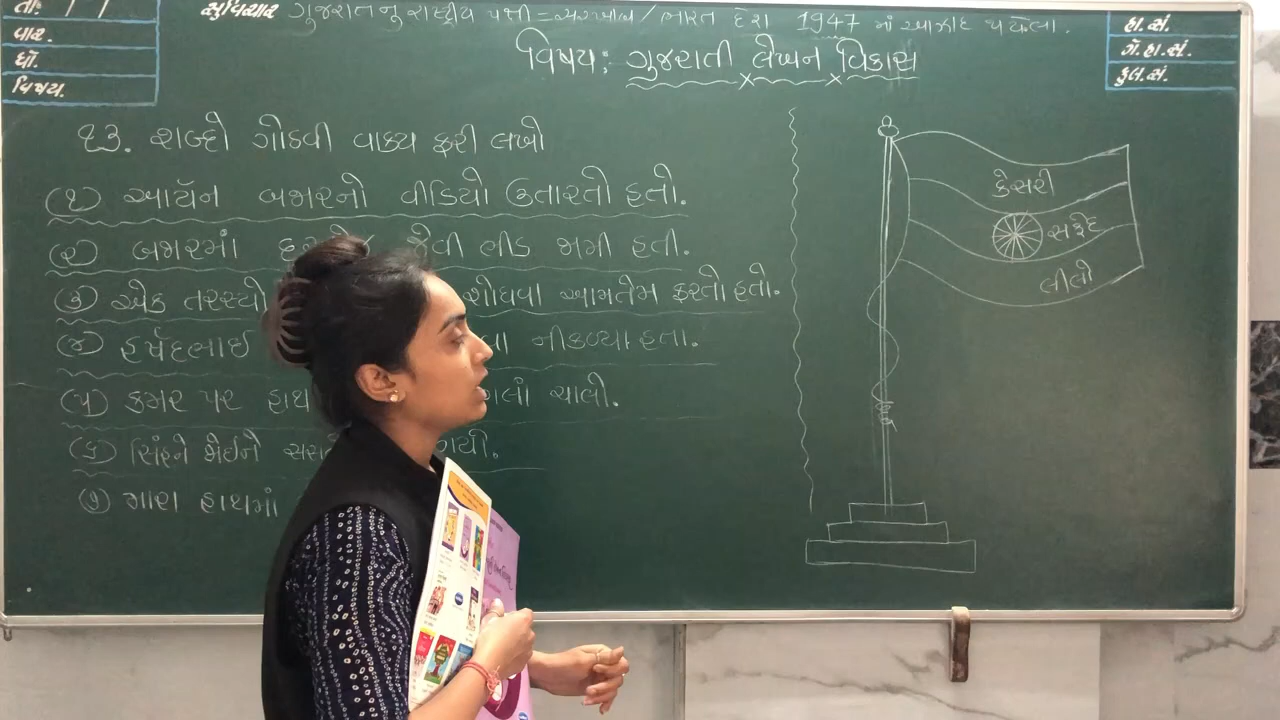 તા. / /
વાર.
ધો.
વિષય.
સુવિચાર ગુજરાતનુ રાષ્ટ્રીય પક્ષી = / ભારત દેશ 1947 માં આઝાદ થયેલા.
વિષય: ગુજરાતી લેખન વિકાસ
હા. સં.
ગે. હા. સં.
કુલ. સં.
૧૩. શબ્દો ગોઠવી વાક્ય ફરી લખો
(૧) આર્યન બજારનો વીડિયો ઉતારતો હતો.
(૨) બજારમાં જેવી ભીડ જામી હતી.
(૩) એક તરસ્યો શોધવા આમતેમ ફરતો હતો.
(૪) હર્ષદભાઈ નીકળ્યા હતા.
(૫) કમર પર હાથ ચાલો.
(૬) સિંહને જોઈને ગયી.
(૭) મારા હાથમાં
કેસરી
સફેદ
લીલો